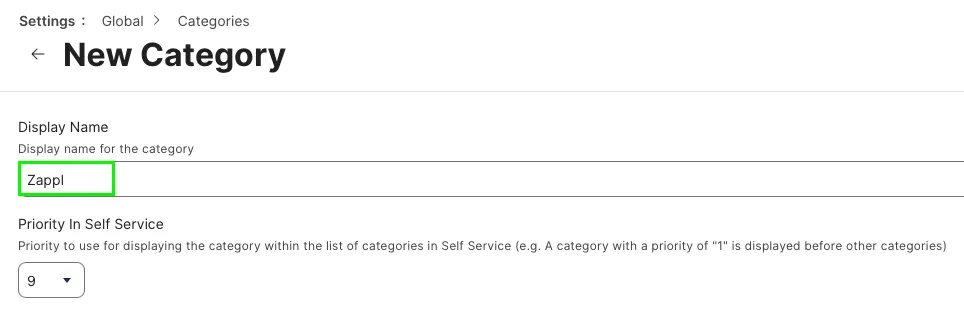 Settings : Global > Categories
← New Category
Display Name
Display name for the category
Zappl
Priority In Self Service
Priority to use for displaying the category within the list of categories in Self Service (e.g. A category with a priority of "1" is displayed before other categories)
9